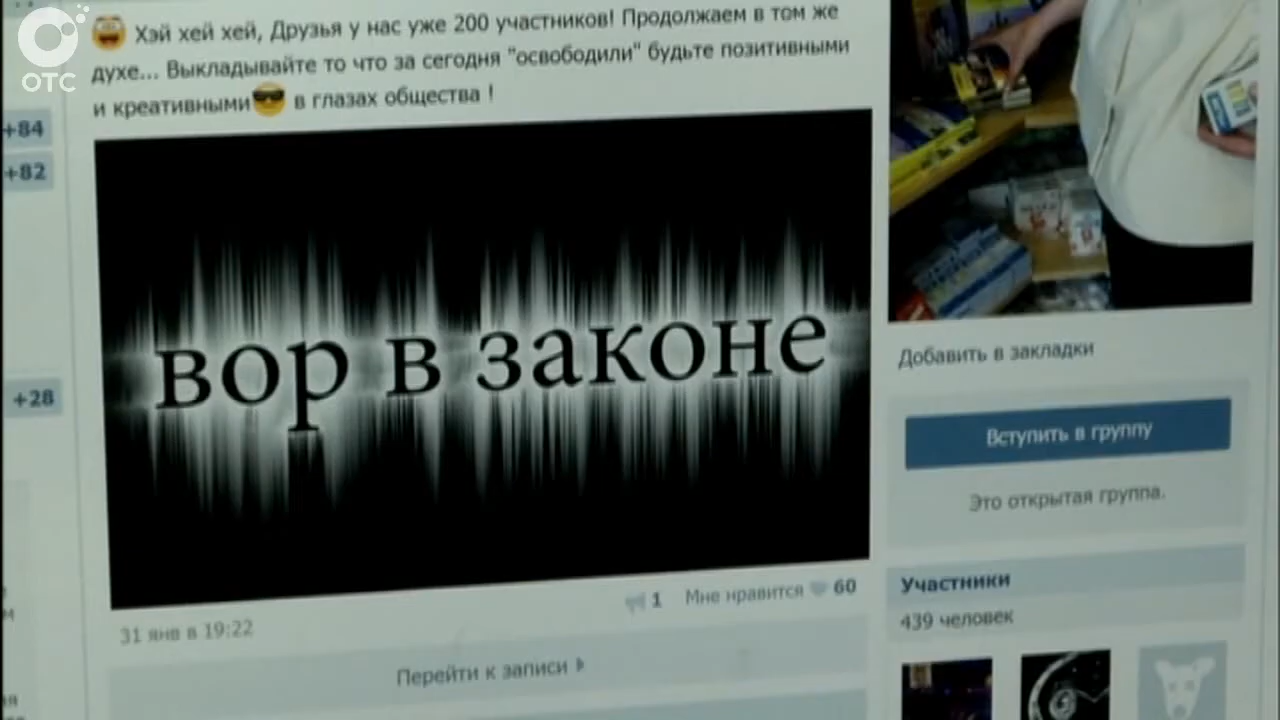 ОТС
Хэй хей хей, Друзья у нас уже 200 участников! Продолжаем в том же
духе... Выкладывайте то что за сегодня "освободили" будьте позитивными
и креативными в глазах общества !
+84
+82
+28
вор в законе
1 Мне нравится 60
31 янв в 19:22
Перейти к записи
Добавить в закладки
Вступить в группу
Это открытая группа.
Участники
439 человек